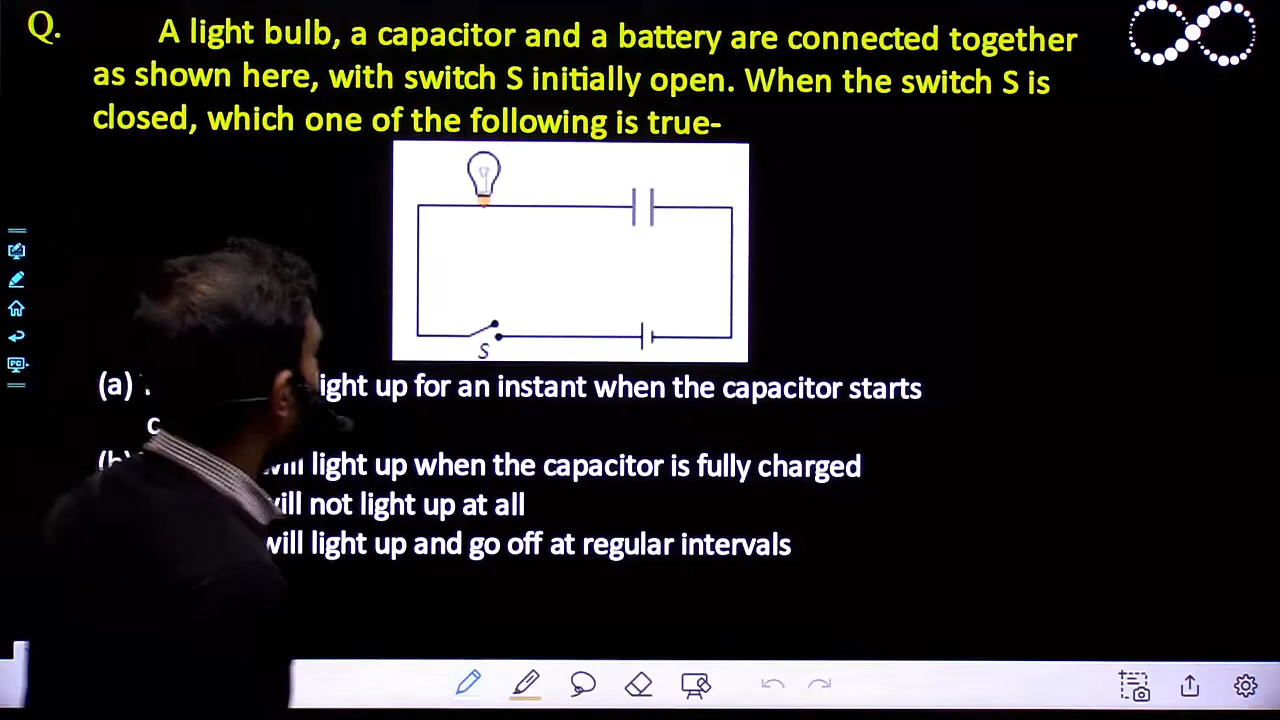 Q. A light bulb, a capacitor and a battery are connected together
as shown here, with switch S initially open. When the switch S is
closed, which one of the following is true-
S
(a) light up for an instant when the capacitor starts
(b) will light up when the capacitor is fully charged
will not light up at all
will light up and go off at regular intervals